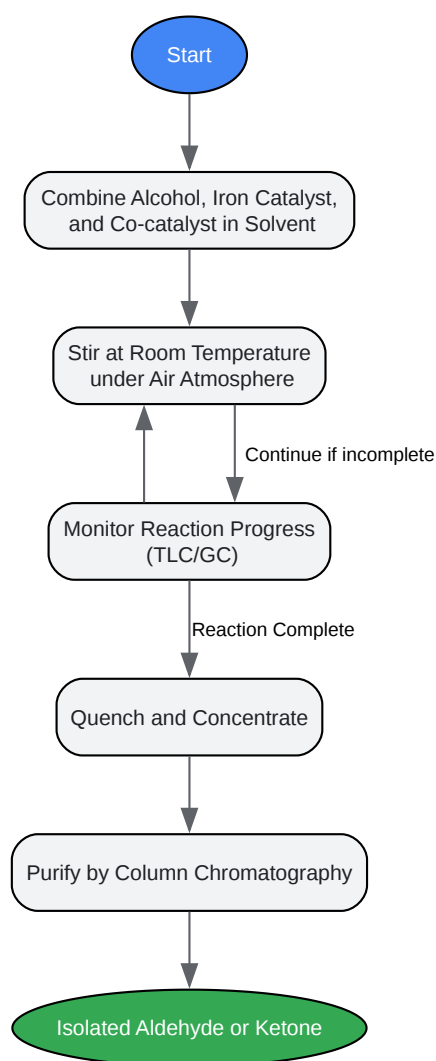 Start
Combine Alcohol, Iron Catalyst,
and Co-catalyst in Solvent
Stir at Room Temperature
under Air Atmosphere
Continue if incomplete
Monitor Reaction Progress
(TLC/GC)
Reaction Complete
Quench and Concentrate
Purify by Column Chromatography
Isolated Aldehyde or Ketone